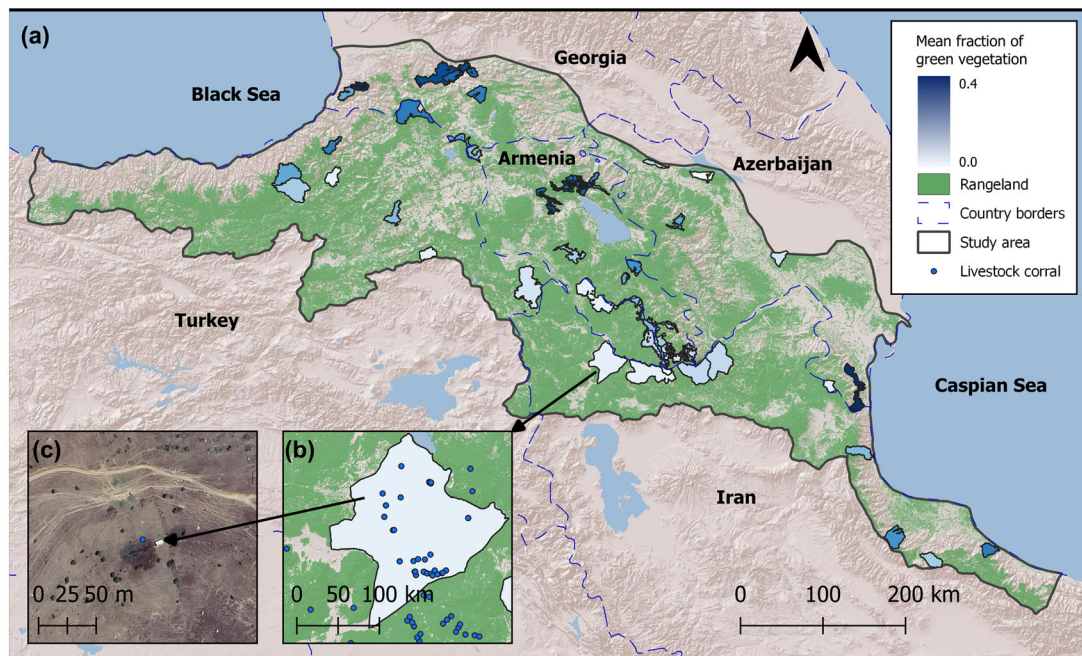 (a)
Georgia
Black Sea
Armenia
Azerbaijan
Turkey
Caspian Sea
Iran
Mean fraction of
green vegetation
0.4
0.0
Rangeland
Country borders
Study area
Livestock corral
(c)
0 25 50 m
(b)
0 50 100 km
0 100 200 km